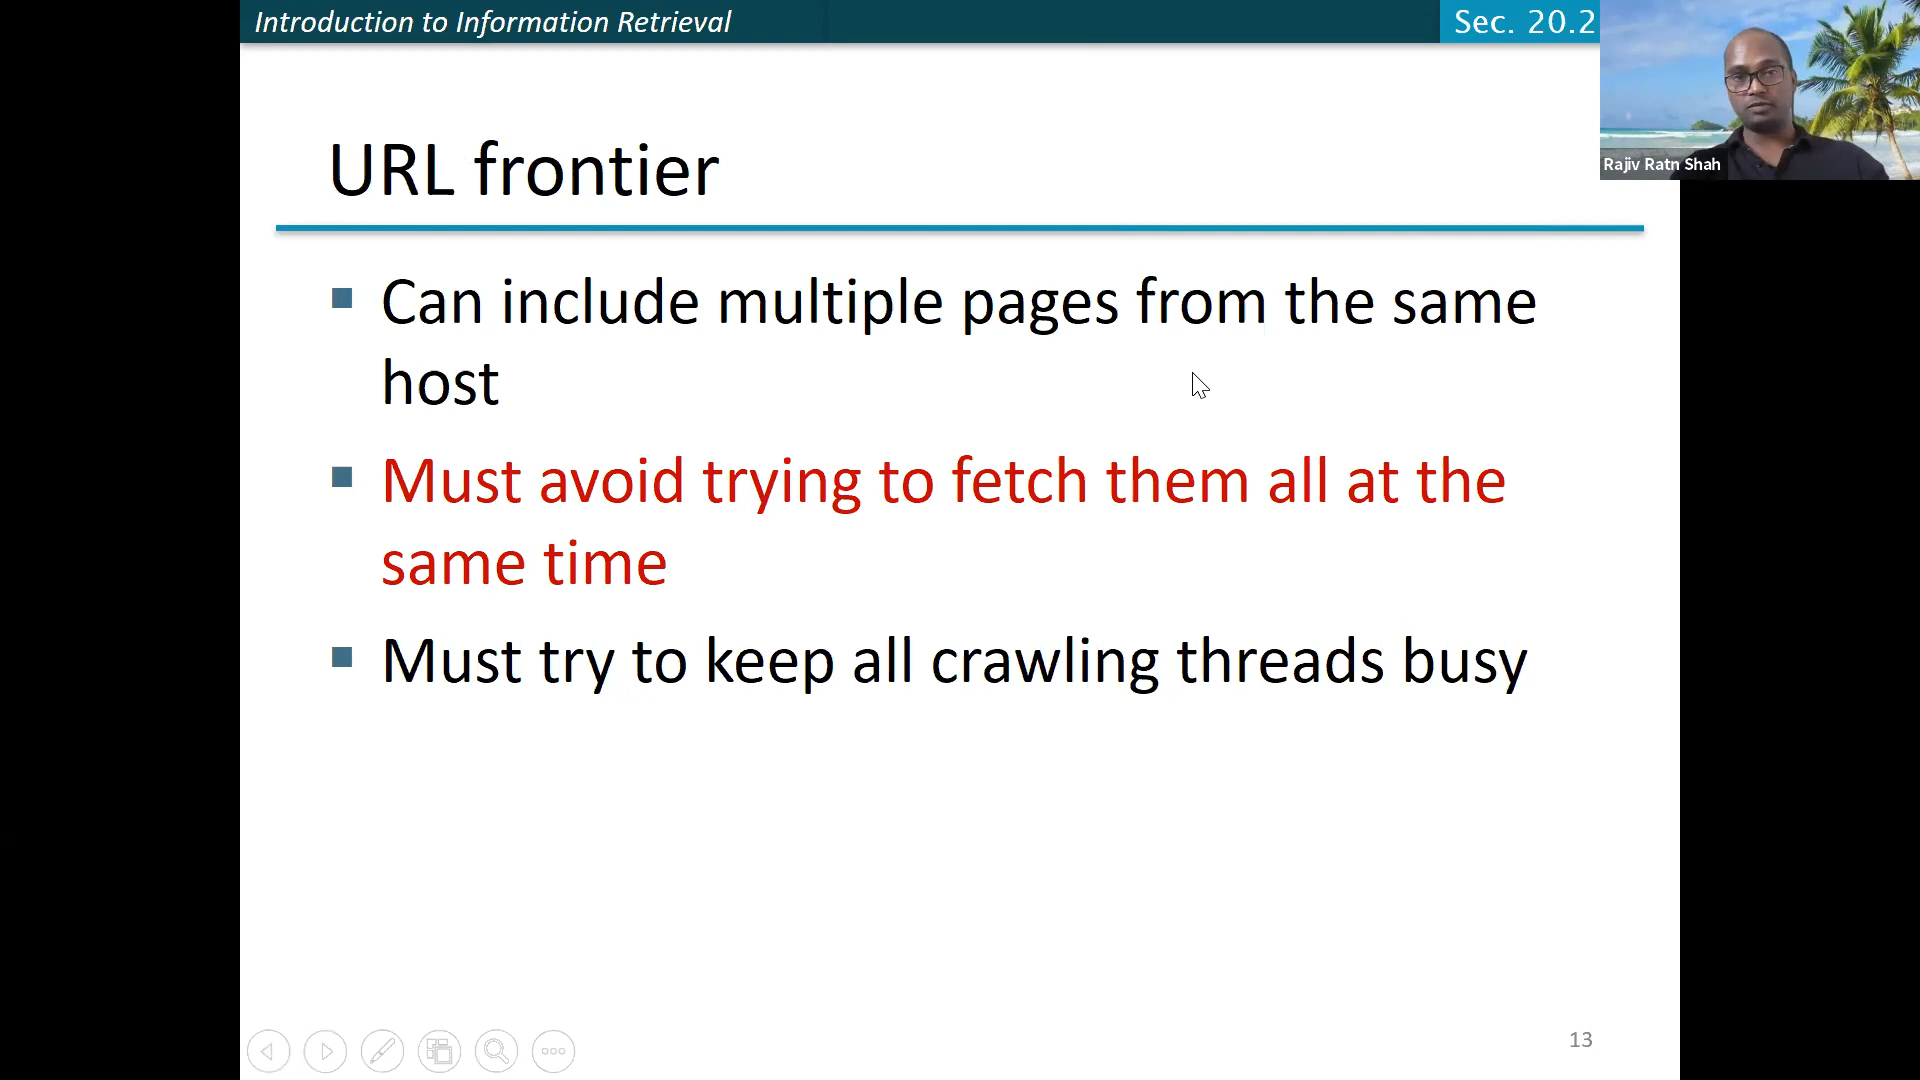 Introduction to Information Retrieval
Sec. 20.2
Rajiv Ratn Shah
URL frontier
Can include multiple pages from the same
host
Must avoid trying to fetch them all at the
same time
Must try to keep all crawling threads busy
13